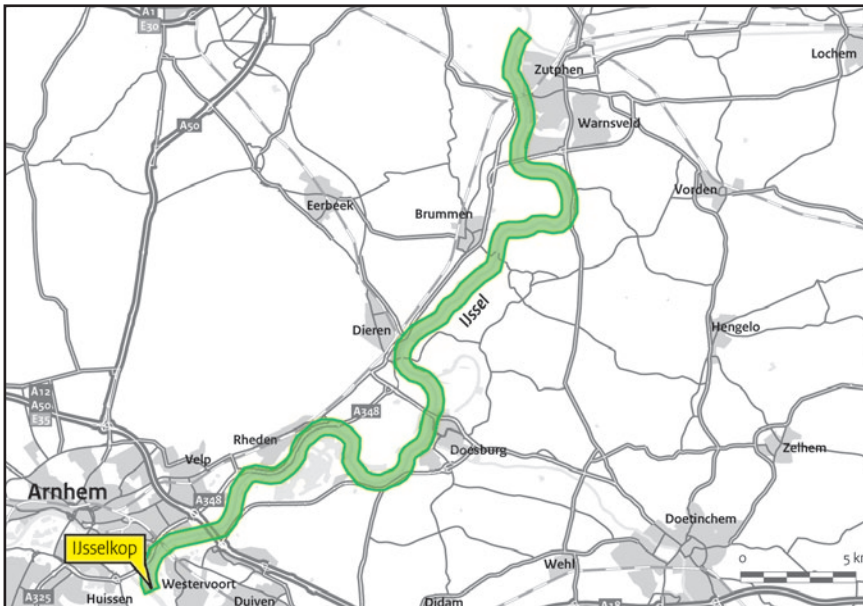 A1
E30
Zutphen
Lochem
A50
Warnsveld
Eerbeek
Brummen
Vorden
IJssel
Dieren
Hengelo
A12
A50
E35
Rheden
A348
Velp
Doesburg
Zelhem
Arnhem
A348
Doetinchem
IJsselkop
Westervoort
Wehl
0 5 km
A325
Huissen
Duiven
Didam
A18